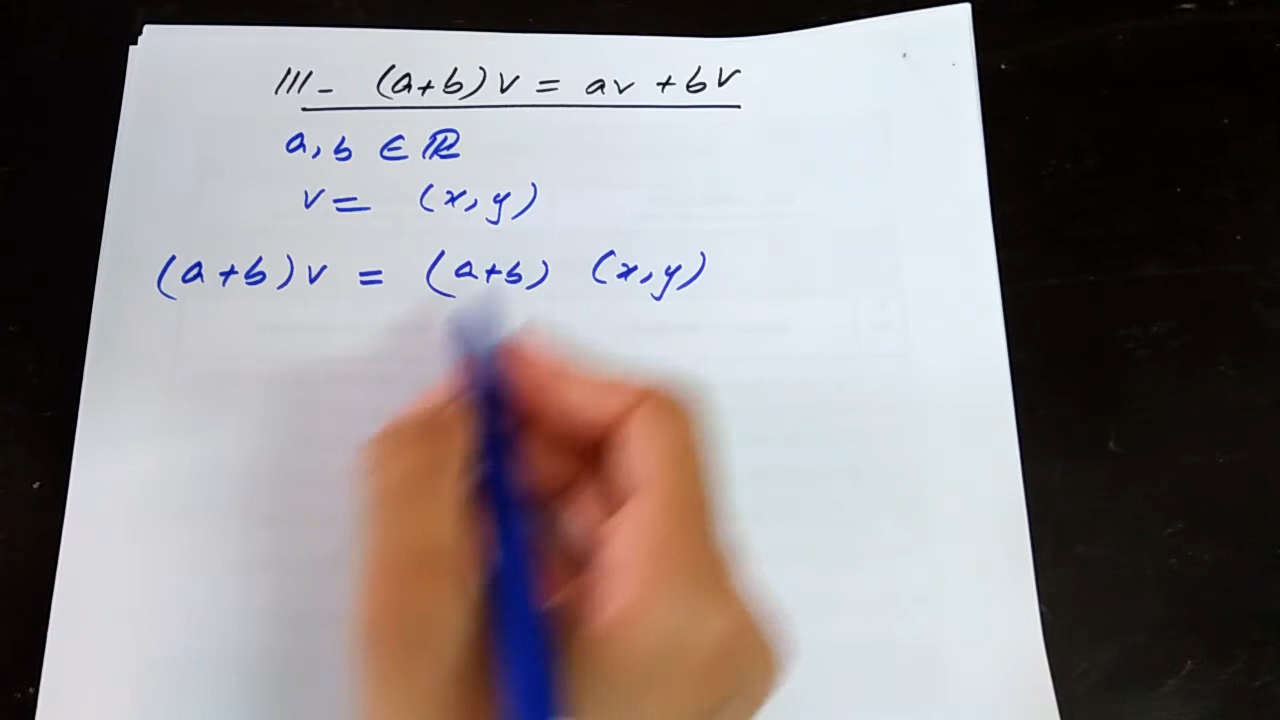 III- (a+b)v = av +bv
a,b ∈ ℝ
v= (x,y)
(a+b)v = (a+b) (x,y)